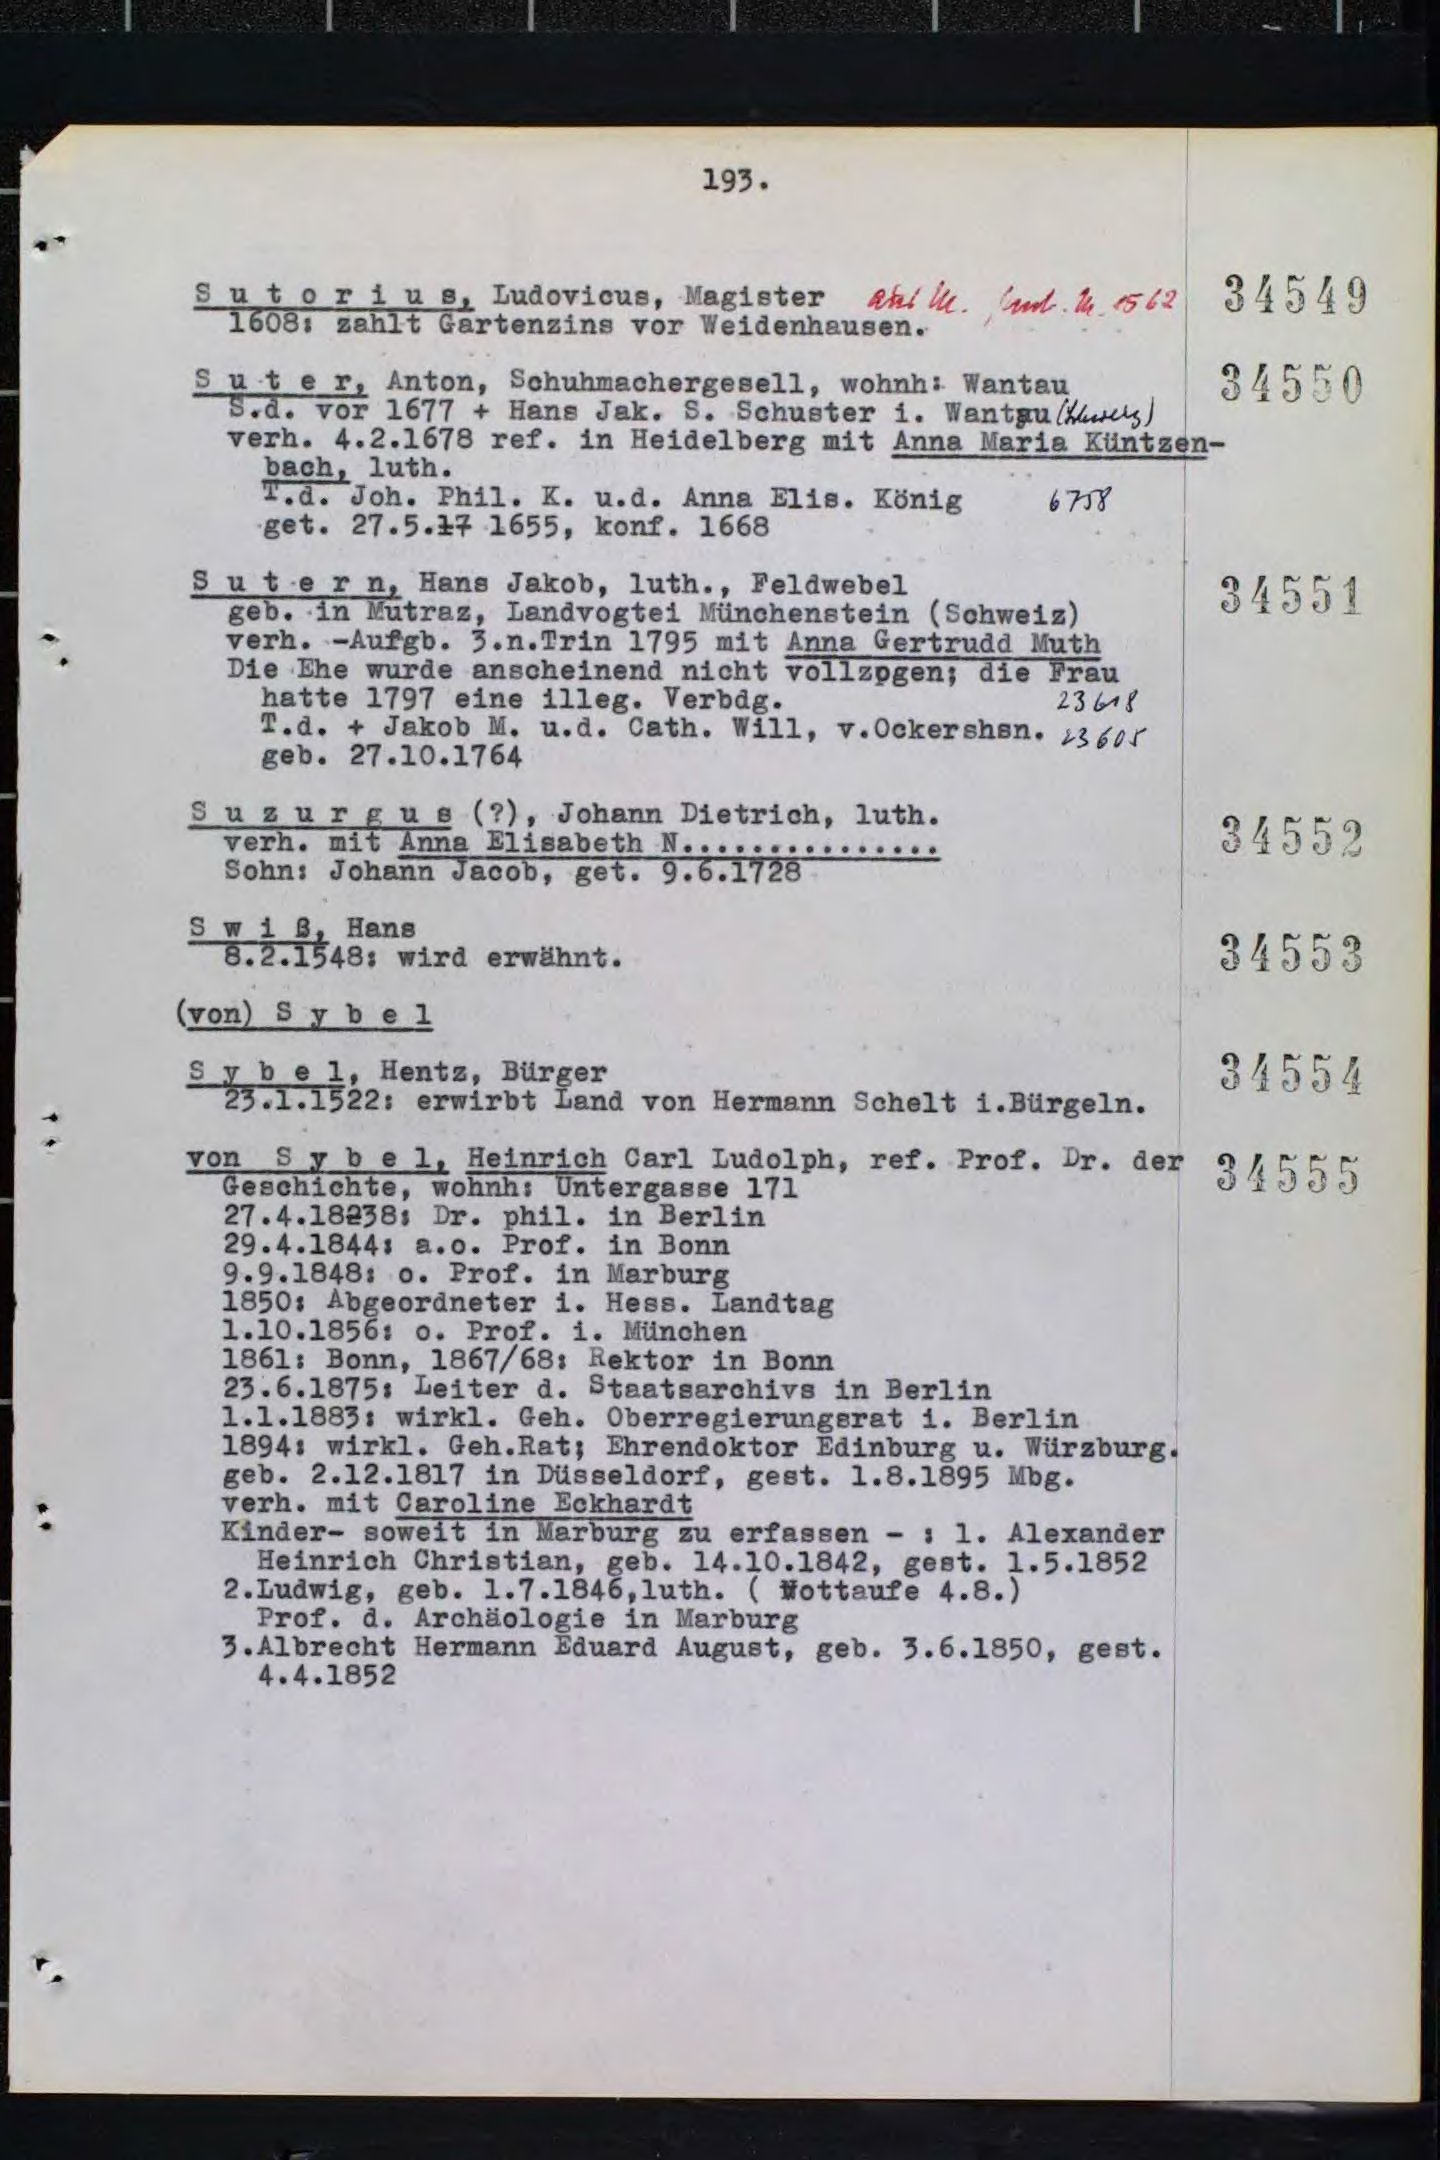 193.
S u t o r i u s, Ludovicus, Magister aus M. 1562 34549
1608: zahlt Gartenzins vor Weidenhausen.
S u t e r, Anton, Schuhmachergesell, wohnh: Wantau 34550
S.d. vor 1677 + Hans Jak. S. Schuster i. Wantau (Schweiz)
verh. 4.2.1678 ref. in Heidelberg mit Anna Maria Küntzen-
bach, luth.
T.d. Joh. Phil. K. u.d. Anna Elis. König 6758
get. 27.5.17 1655, konf. 1668
S u t e r n, Hans Jakob, luth., Feldwebel 34551
geb. in Mutraz, Landvogtei Münchenstein (Schweiz)
verh. -Aufgb. 3.n.Trin 1795 mit Anna Gertrudd Muth
Die Ehe wurde anscheinend nicht vollzogen; die Frau
hatte 1797 eine illeg. Verbdg. 23618
T.d. + Jakob M. u.d. Cath. Will, v.Ockershsn. 23605
geb. 27.10.1764
S u z u r g u s (?), Johann Dietrich, luth. 34552
verh. mit Anna Elisabeth N...............
Sohn: Johann Jacob, get. 9.6.1728
S w i ß, Hans 34553
8.2.1548: wird erwähnt.
(von) S y b e l
S y b e l, Hentz, Bürger 34554
23.1.1522: erwirbt Land von Hermann Schelt i.Bürgeln.
von S y b e l, Heinrich Carl Ludolph, ref. Prof. Dr. der 34555
Geschichte, wohnh: Untergasse 171
27.4.18238: Dr. phil. in Berlin
29.4.1844: a.o. Prof. in Bonn
9.9.1848: o. Prof. in Marburg
1850: Abgeordneter i. Hess. Landtag
1.10.1856: o. Prof. i. München
1861: Bonn, 1867/68: Rektor in Bonn
23.6.1875: Leiter d. Staatsarchivs in Berlin
1.1.1883: wirkl. Geh. Oberregierungsrat i. Berlin
1894: wirkl. Geh.Rat; Ehrendoktor Edinburg u. Würzburg.
geb. 2.12.1817 in Düsseldorf, gest. 1.8.1895 Mbg.
verh. mit Caroline Eckhardt
Kinder- soweit in Marburg zu erfassen - : 1. Alexander
Heinrich Christian, geb. 14.10.1842, gest. 1.5.1852
2.Ludwig, geb. 1.7.1846,luth. ( Nottaufe 4.8.)
Prof. d. Archäologie in Marburg
3.Albrecht Hermann Eduard August, geb. 3.6.1850, gest.
4.4.1852